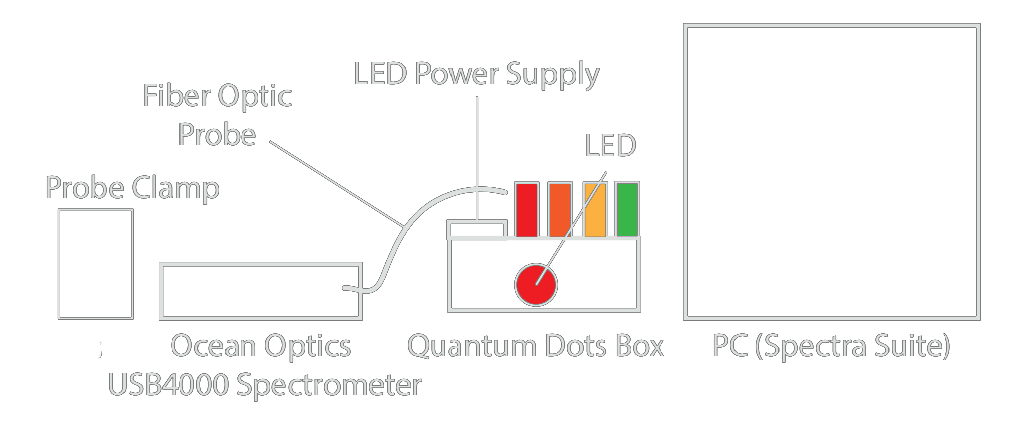 LED Power Supply
Fiber Optic
Probe
LED
Probe Clamp
;
Ocean Optics
USB4000 Spectrometer
Quantum Dots Box
PC (Spectra Suite)